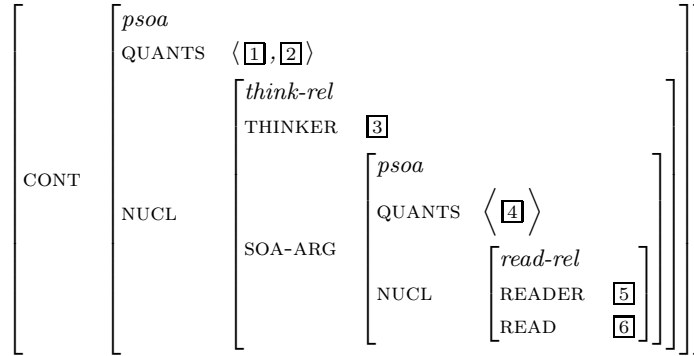 psoa
QUANTS ⟨ 1 , 2 ⟩
think-rel
THINKER 3
psoa
CONT
QUANTS ⟨ 4 ⟩
NUCL
SOA-ARG
read-rel
NUCL READER 5
READ 6